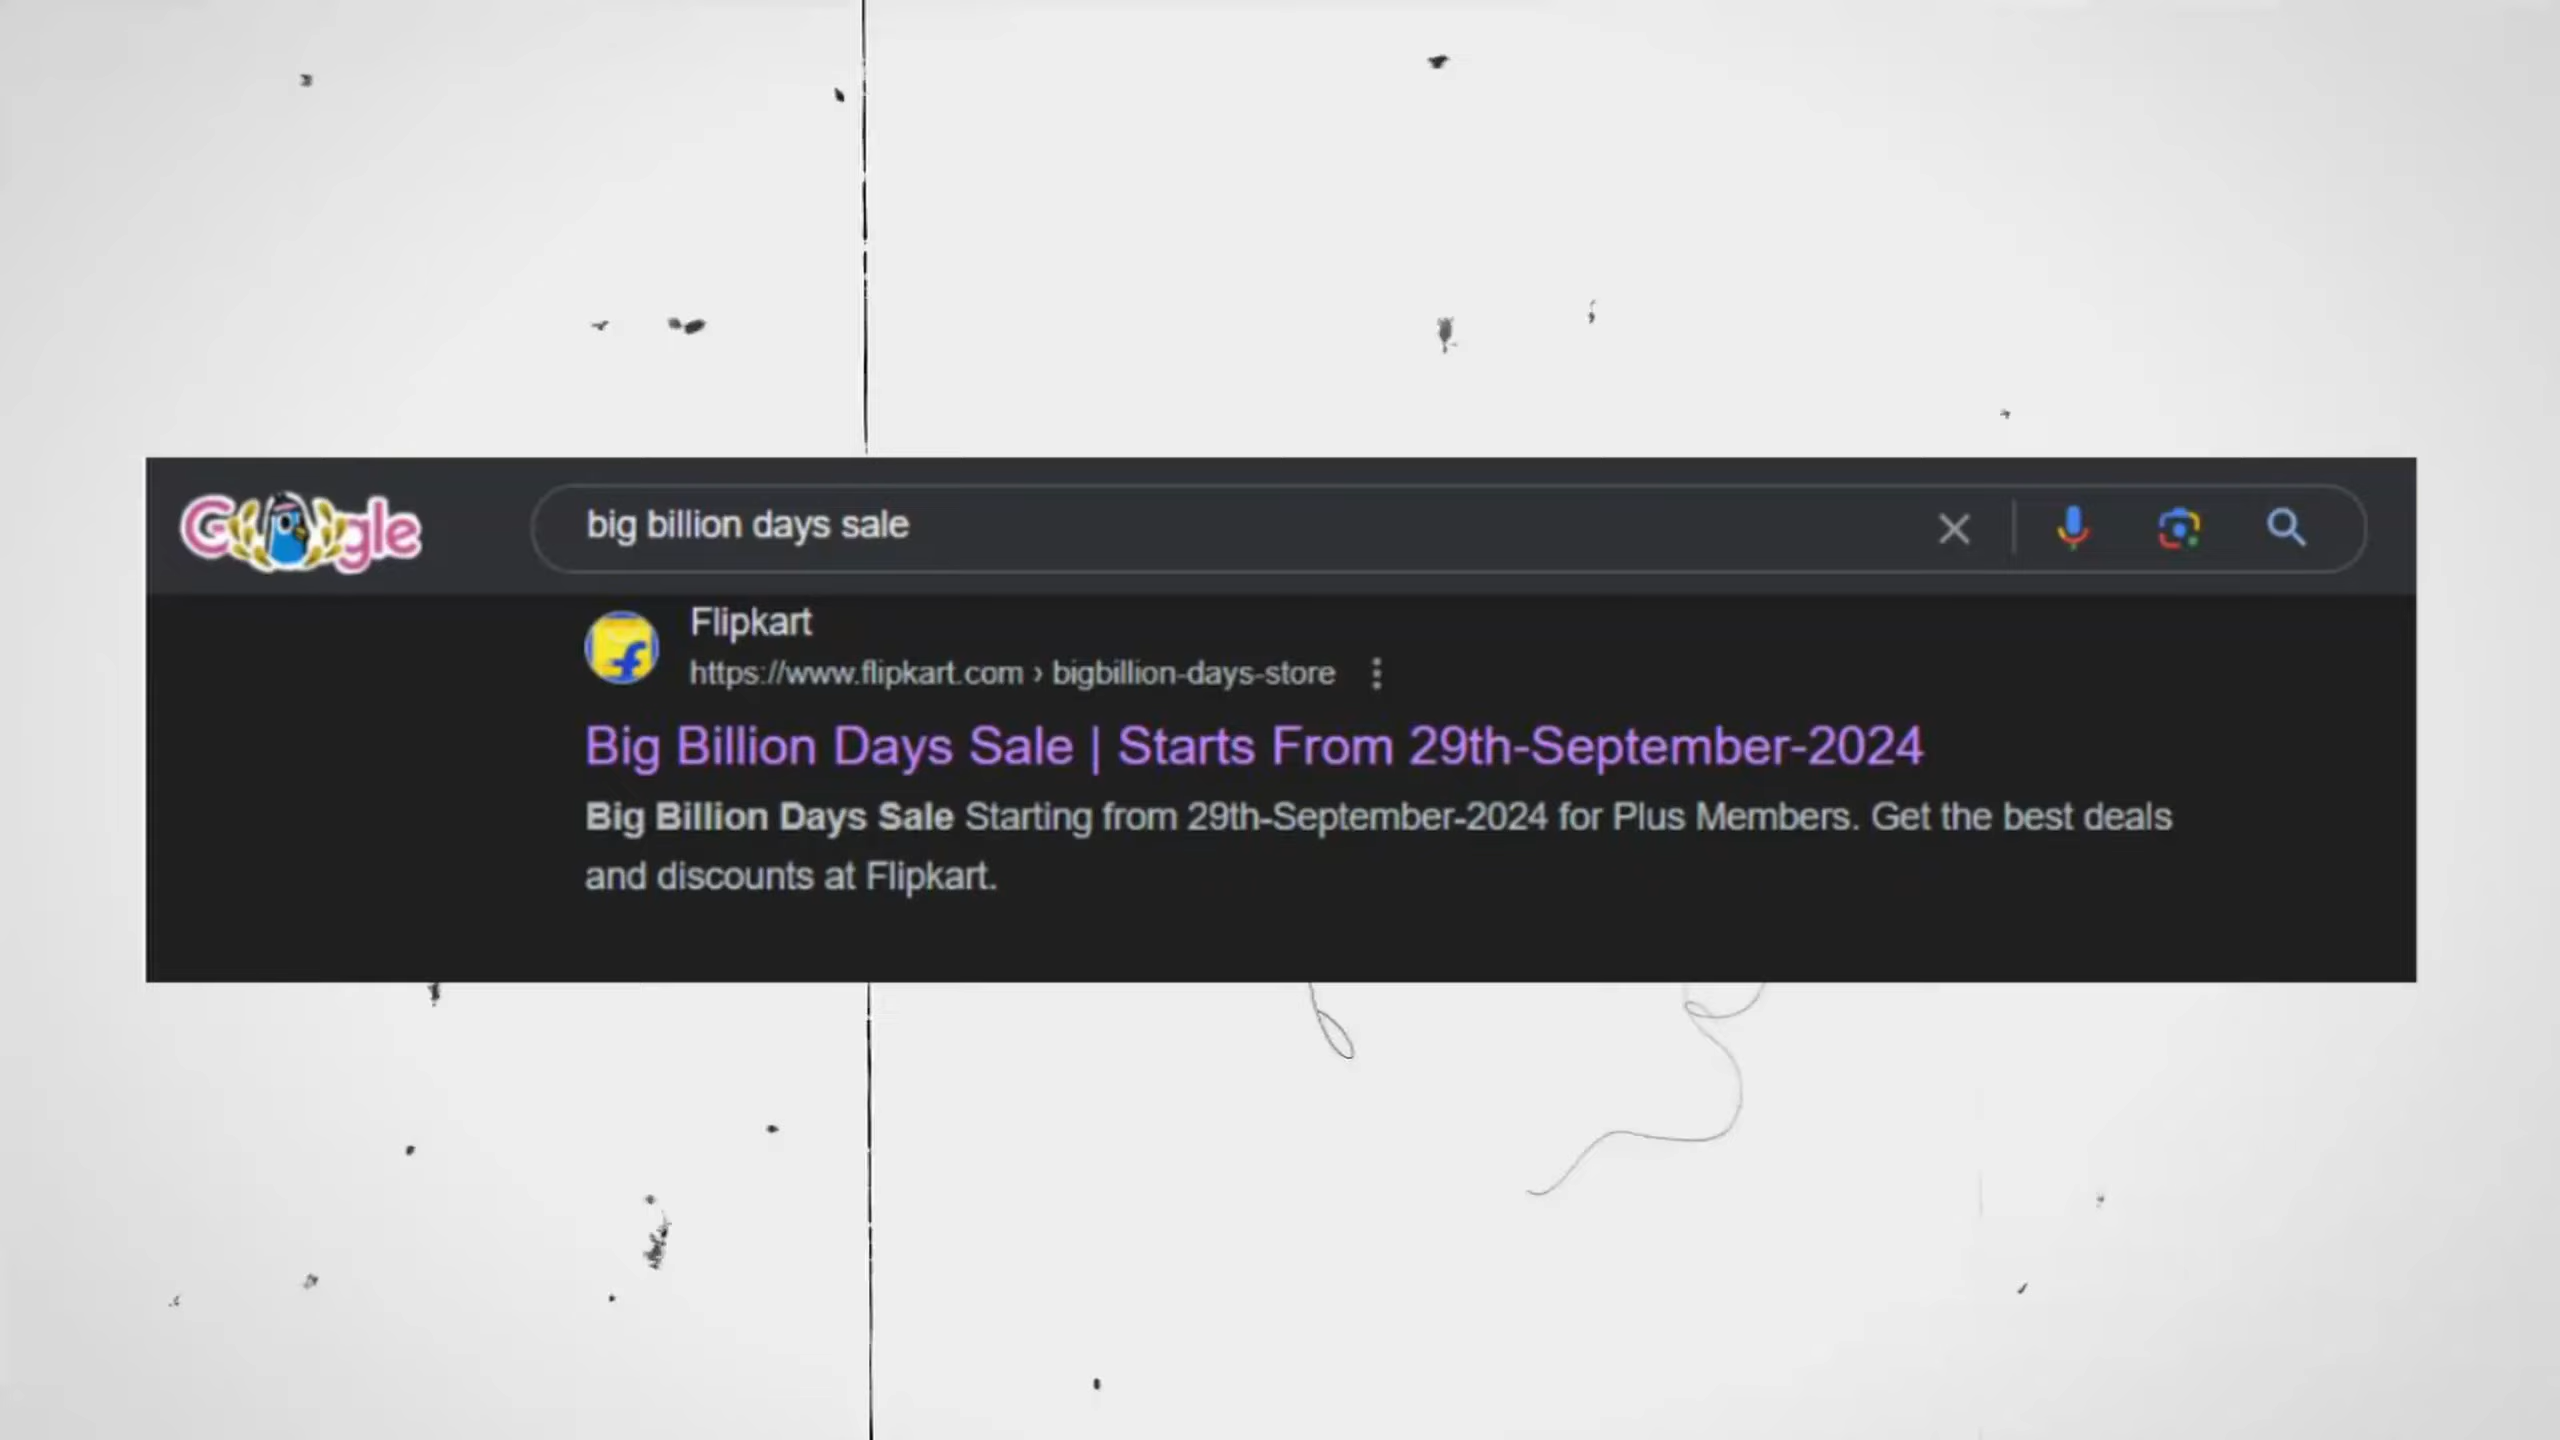 Google
big billion days sale
Flipkart
https://www.flipkart.com › bigbillion-days-store
Big Billion Days Sale | Starts From 29th-September-2024
Big Billion Days Sale Starting from 29th-September-2024 for Plus Members. Get the best deals
and discounts at Flipkart.